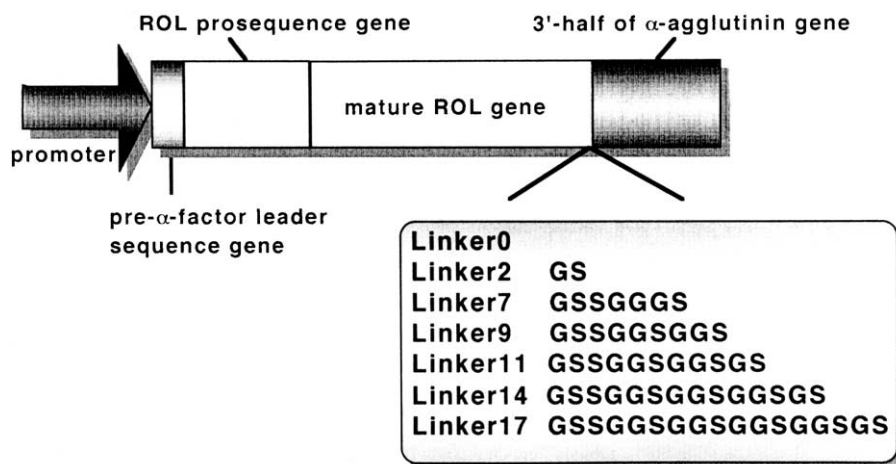 ROL prosequence gene
3'-half of α-agglutinin gene
mature ROL gene
promoter
pre-α-factor leader
sequence gene
Linker0
Linker2 GS
Linker7 GSSGGGS
Linker9 GSSGGSGGS
Linker11 GSSGGSGGSGS
Linker14 GSSGGSGGSGGSGS
Linker17 GSSGGSGGSGGSGGSGS